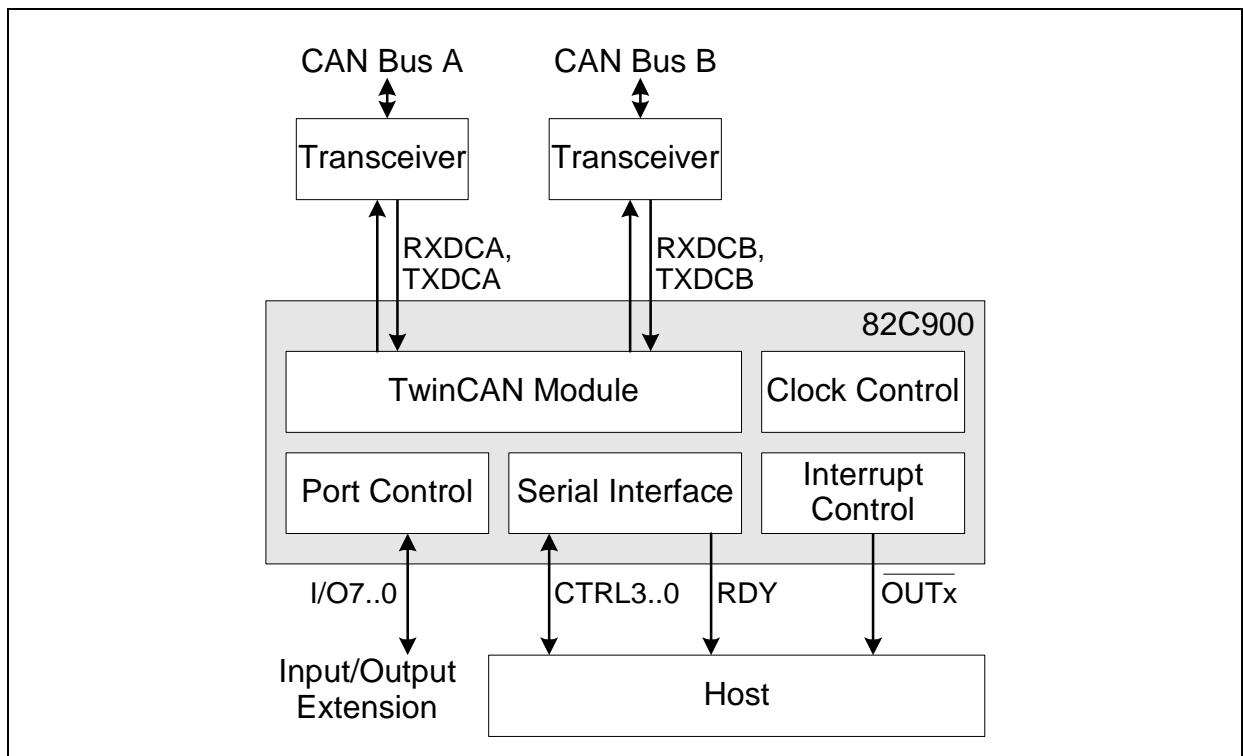 CAN Bus A
CAN Bus B
Transceiver
Transceiver
RXDCA,
TXDCA
RXDCB,
TXDCB
82C900
TwinCAN Module
Clock Control
Port Control
Serial Interface
Interrupt
Control
I/O7..0
CTRL3..0
RDY
OUTx
Input/Output
Extension
Host